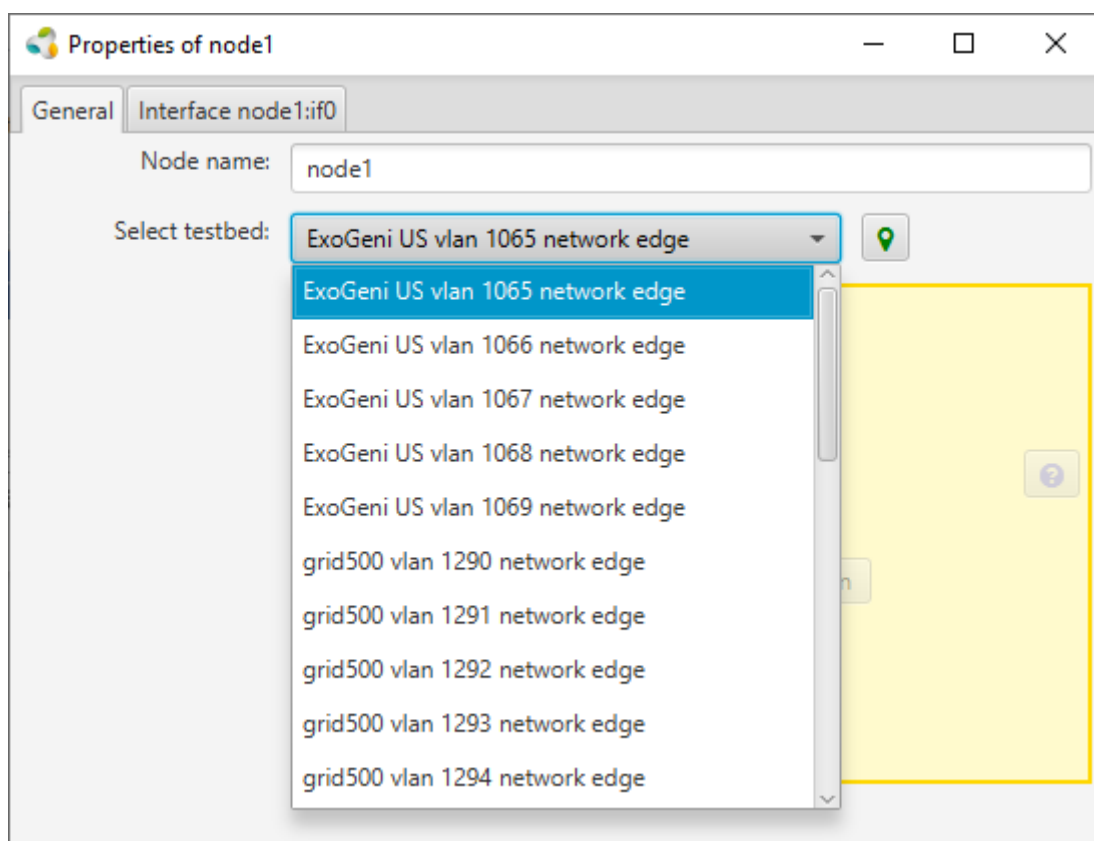 Properties of node1
General
Interface node1:if0
Node name:
node1
Select testbed:
ExoGeni US vlan 1065 network edge
ExoGeni US vlan 1065 network edge
ExoGeni US vlan 1066 network edge
ExoGeni US vlan 1067 network edge
ExoGeni US vlan 1068 network edge
ExoGeni US vlan 1069 network edge
grid500 vlan 1290 network edge
grid500 vlan 1291 network edge
grid500 vlan 1292 network edge
grid500 vlan 1293 network edge
grid500 vlan 1294 network edge